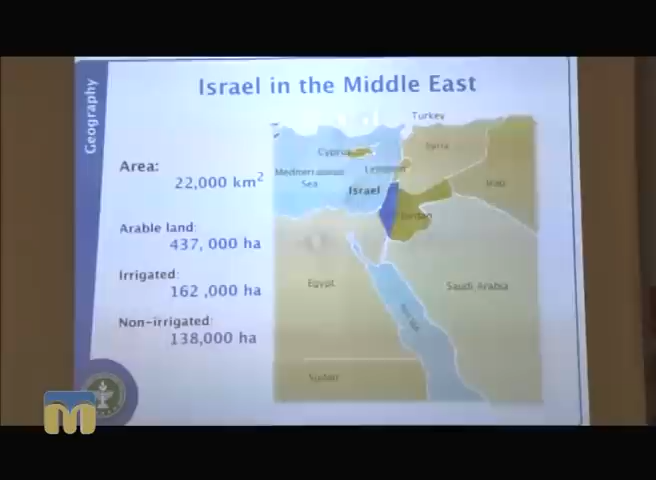 Geography
Israel in the Middle East
Area:
22,000 km²
Arable land:
437, 000 ha
Irrigated:
162 ,000 ha
Non-irrigated:
138,000 ha
Turkey
Cyprus
Syria
Mediterranean
Sea
Lebanon
Israel
Iraq
Jordan
Egypt
Saudi Arabia
Red Sea
Sudan
M